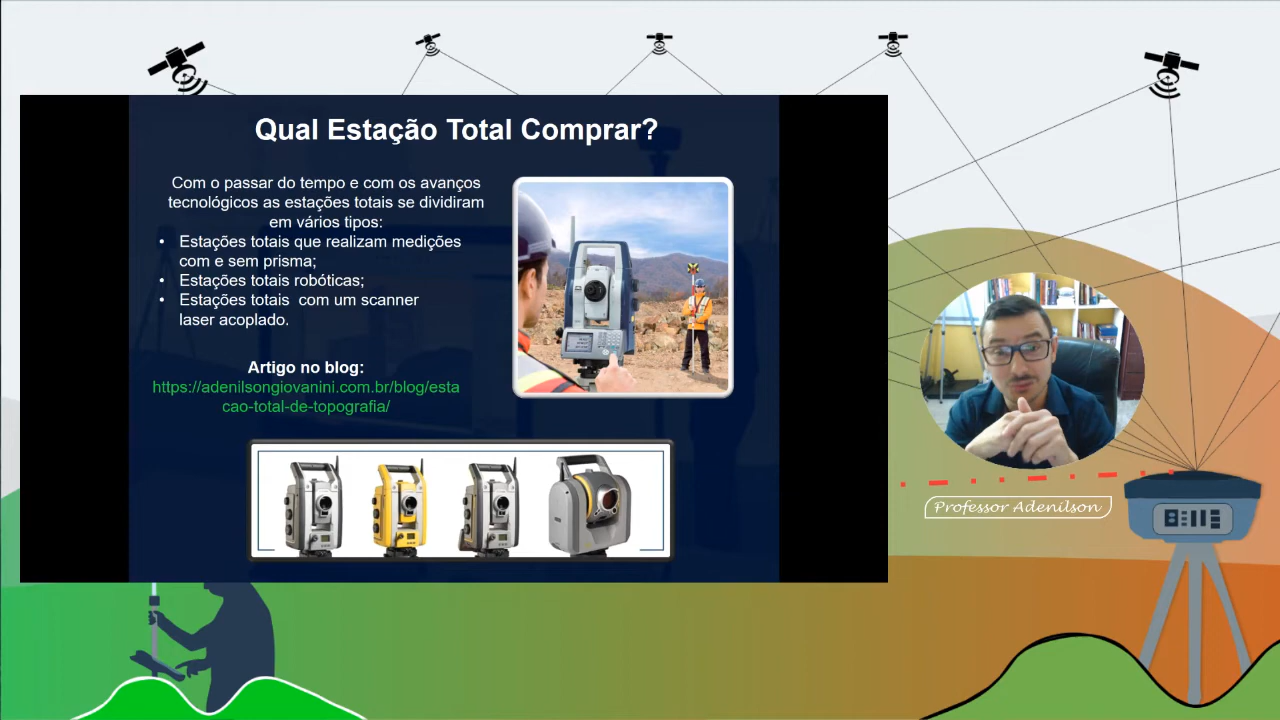 Qual Estação Total Comprar?
Com o passar do tempo e com os avanços
tecnológicos as estações totais se dividiram
em vários tipos:
• Estações totais que realizam medições
com e sem prisma;
• Estações totais robóticas;
• Estações totais com um scanner
laser acoplado.
Artigo no blog:
https://adenilsongiovanini.com.br/blog/esta
cao-total-de-topografia/
Professor Adenilson